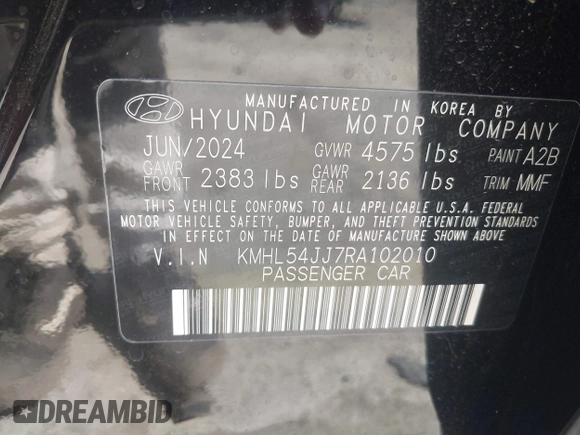 MANUFACTURED IN KOREA BY
HYUNDAI MOTOR COMPANY
JUN/2024 GVWR 4575 lbs PAINT A2B
GAWR FRONT 2383 lbs GAWR REAR 2136 lbs TRIM MMF
THIS VEHICLE CONFORMS TO ALL APPLICABLE U.S.A. FEDERAL
MOTOR VEHICLE SAFETY, BUMPER, AND THEFT PREVENTION STANDARDS
IN EFFECT ON THE DATE OF MANUFACTURE SHOWN ABOVE
V.I.N KMHL54JJ7RA102010
PASSENGER CAR
DREAMBID